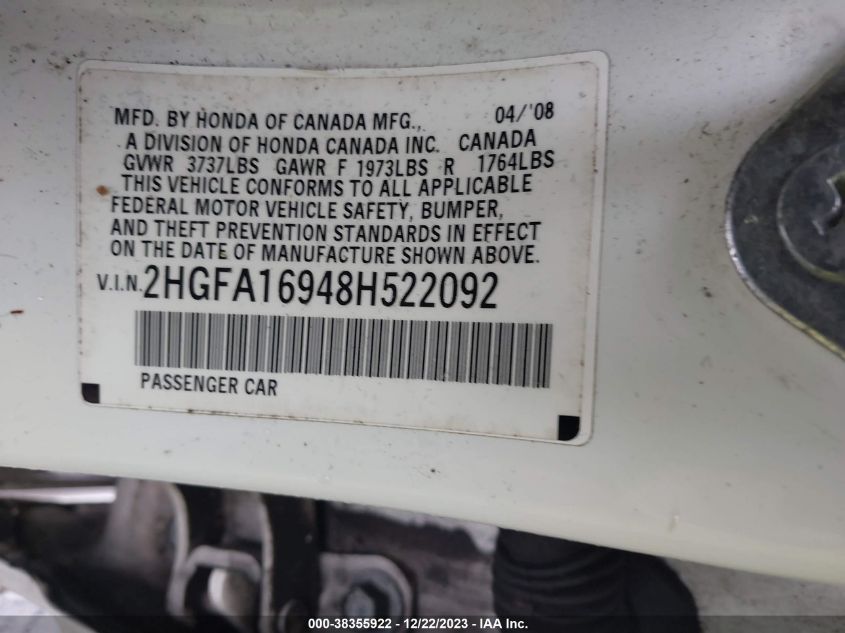 MFD. BY HONDA OF CANADA MFG., 04/'08
A DIVISION OF HONDA CANADA INC. CANADA
GVWR 3737LBS GAWR F 1973LBS R 1764LBS
THIS VEHICLE CONFORMS TO ALL APPLICABLE
FEDERAL MOTOR VEHICLE SAFETY, BUMPER,
AND THEFT PREVENTION STANDARDS IN EFFECT
ON THE DATE OF MANUFACTURE SHOWN ABOVE.
V.I.N. 2HGFA16948H522092
PASSENGER CAR
000-38355922 - 12/22/2023 - IAA Inc.